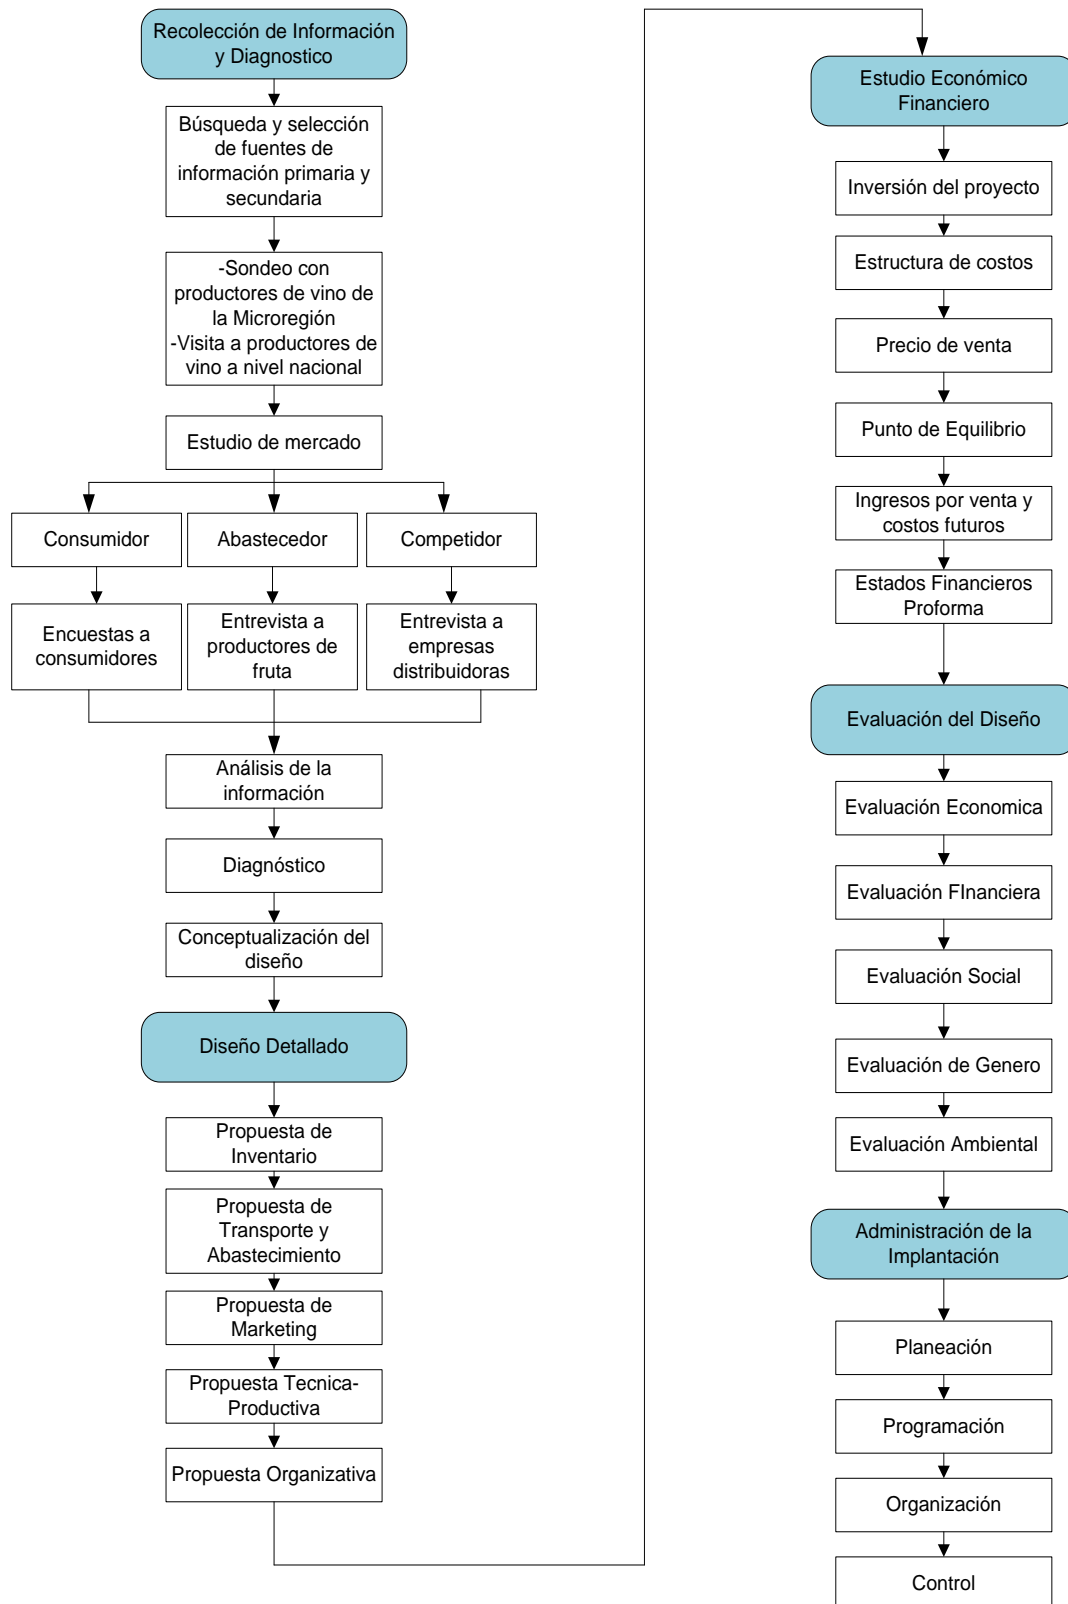 Recolección de Información
y Diagnostico
Búsqueda y selección
de fuentes de
información primaria y
secundaria
-Sondeo con
productores de vino de
la Microregión
-Visita a productores de
vino a nivel nacional
Estudio de mercado
Consumidor
Abastecedor
Competidor
Encuestas a
consumidores
Entrevista a
productores de
fruta
Entrevista a
empresas
distribuidoras
Análisis de la
información
Diagnóstico
Conceptualización del
diseño
Diseño Detallado
Propuesta de
Inventario
Propuesta de
Transporte y
Abastecimiento
Propuesta de
Marketing
Propuesta Tecnica-
Productiva
Propuesta Organizativa
Estudio Económico
Financiero
Inversión del proyecto
Estructura de costos
Precio de venta
Punto de Equilibrio
Ingresos por venta y
costos futuros
Estados Financieros
Proforma
Evaluación del Diseño
Evaluación Economica
Evaluación FInanciera
Evaluación Social
Evaluación de Genero
Evaluación Ambiental
Administración de la
Implantación
Planeación
Programación
Organización
Control